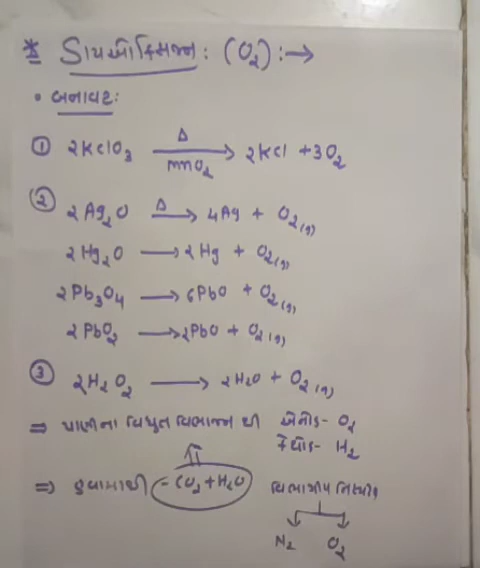 * ડાયઓક્સિજન : (O₂) :→
• બનાવટ:
① 2KClO₃ —Δ/MnO₂→ 2KCl + 3O₂
② 2Ag₂O —Δ→ 4Ag + O₂(g)
2Hg₂O → 2Hg + O₂(g)
2Pb₃O₄ → 6PbO + O₂(g)
2PbO₂ → 2PbO + O₂(g)
③ 2H₂O₂ → 2H₂O + O₂(g)
⇒ પાણીના વિધુત વિભાજન થી એનોડ- O₂
કેથોડ- H₂
⇒ હવામાંથી - CO₂ + H₂O વિભાગીય નિસ્યંદન
N₂ O₂